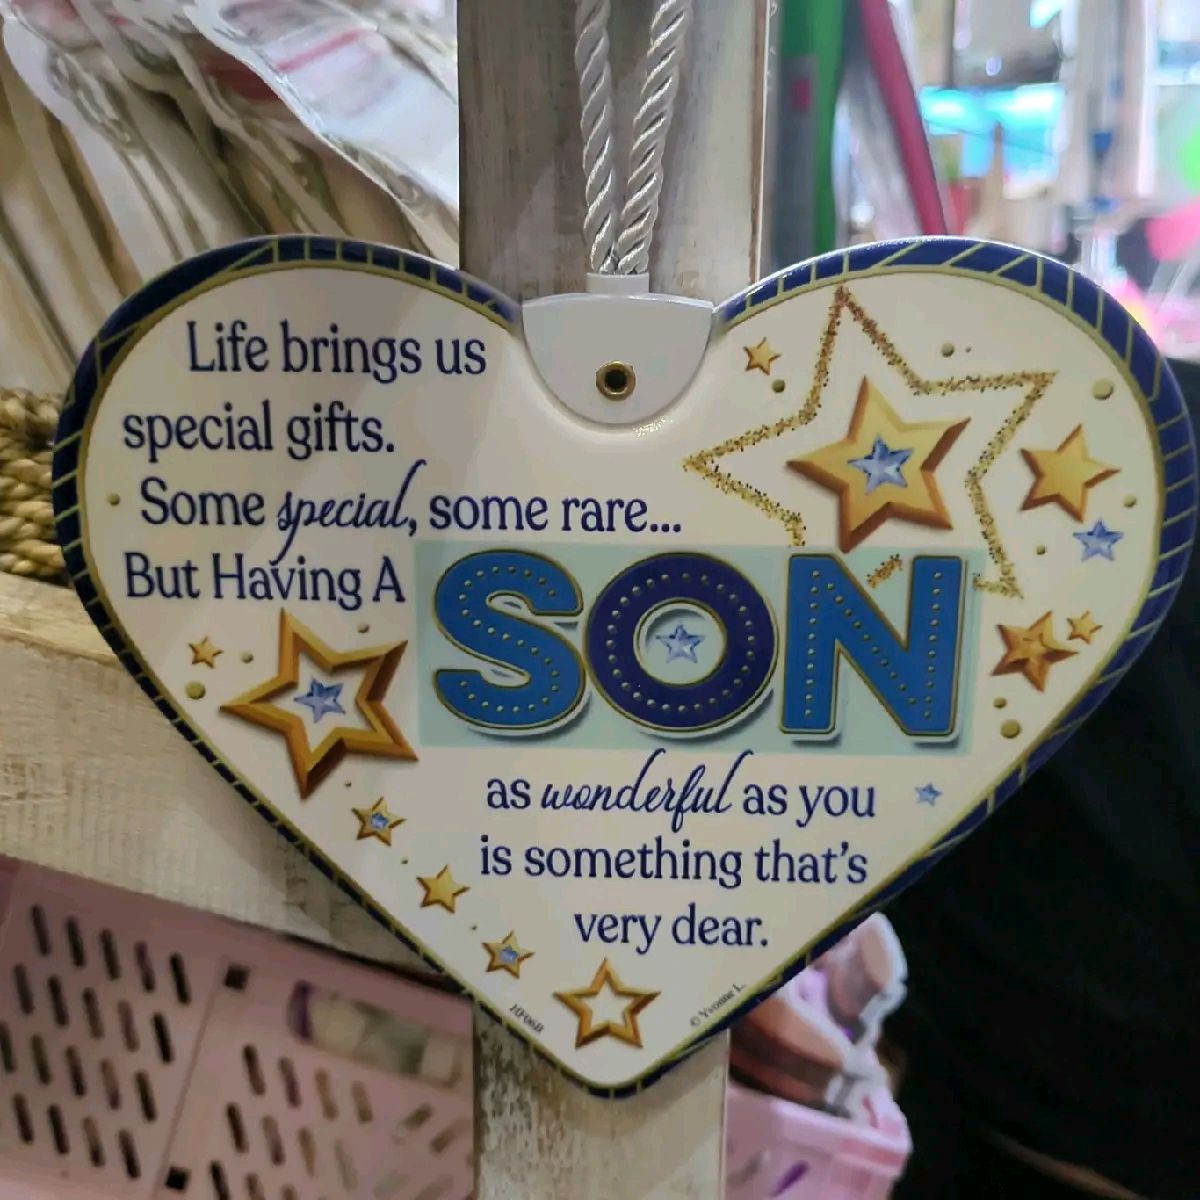 Life brings us
special gifts.
Some special, some rare...
But Having A SON
as wonderful as you
is something that's
very dear.
© Yvonne L.